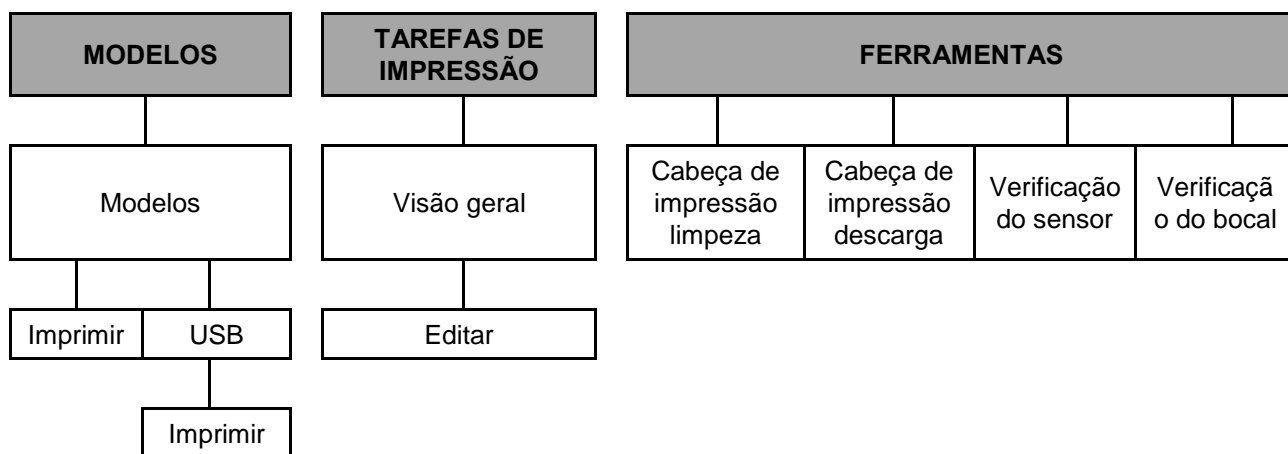 MODELOS
TAREFAS DE
IMPRESSÃO
FERRAMENTAS
Modelos
Visão geral
Cabeça de
impressão
limpeza
Cabeça de
impressão
descarga
Verificação
do sensor
Verificaçã
o do bocal
Imprimir
USB
Editar
Imprimir